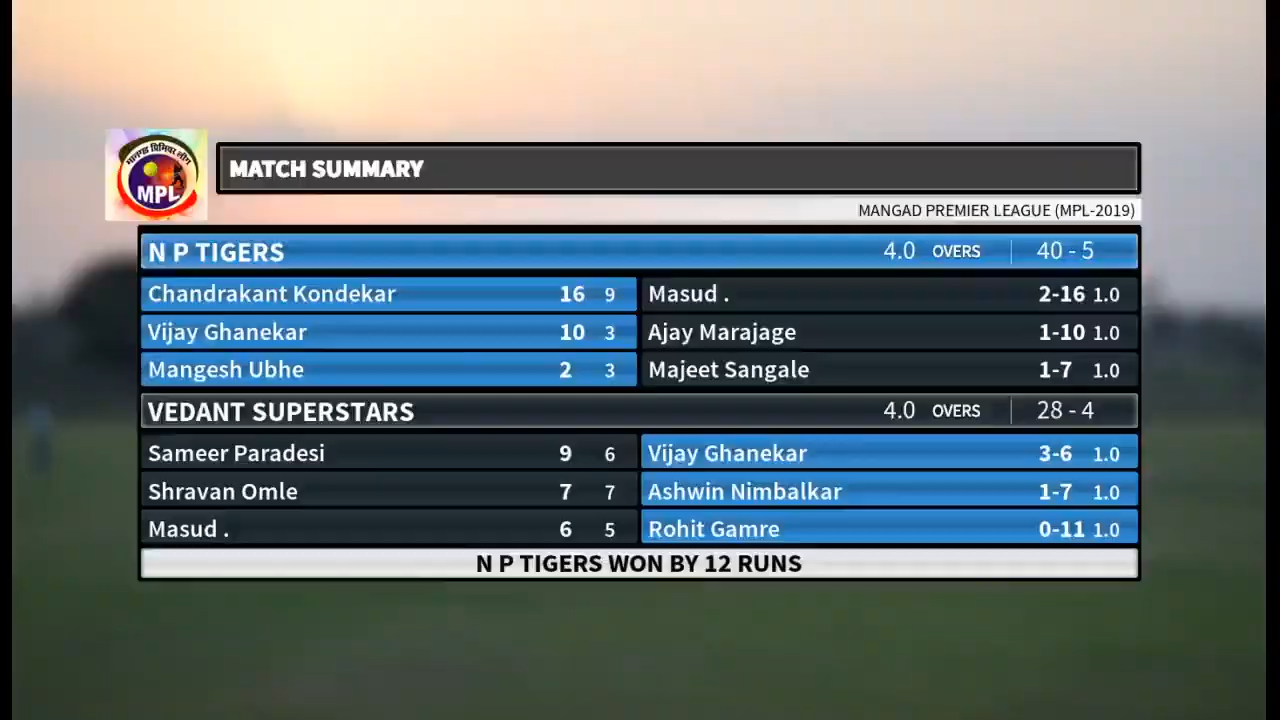 मानगड प्रिमियर लीग
MPL
MATCH SUMMARY
MANGAD PREMIER LEAGUE (MPL-2019)
N P TIGERS 4.0 OVERS 40 - 5
Chandrakant Kondekar 16 9 Masud . 2-16 1.0
Vijay Ghanekar 10 3 Ajay Marajage 1-10 1.0
Mangesh Ubhe 2 3 Majeet Sangale 1-7 1.0
VEDANT SUPERSTARS 4.0 OVERS 28 - 4
Sameer Paradesi 9 6 Vijay Ghanekar 3-6 1.0
Shravan Omle 7 7 Ashwin Nimbalkar 1-7 1.0
Masud . 6 5 Rohit Gamre 0-11 1.0
N P TIGERS WON BY 12 RUNS